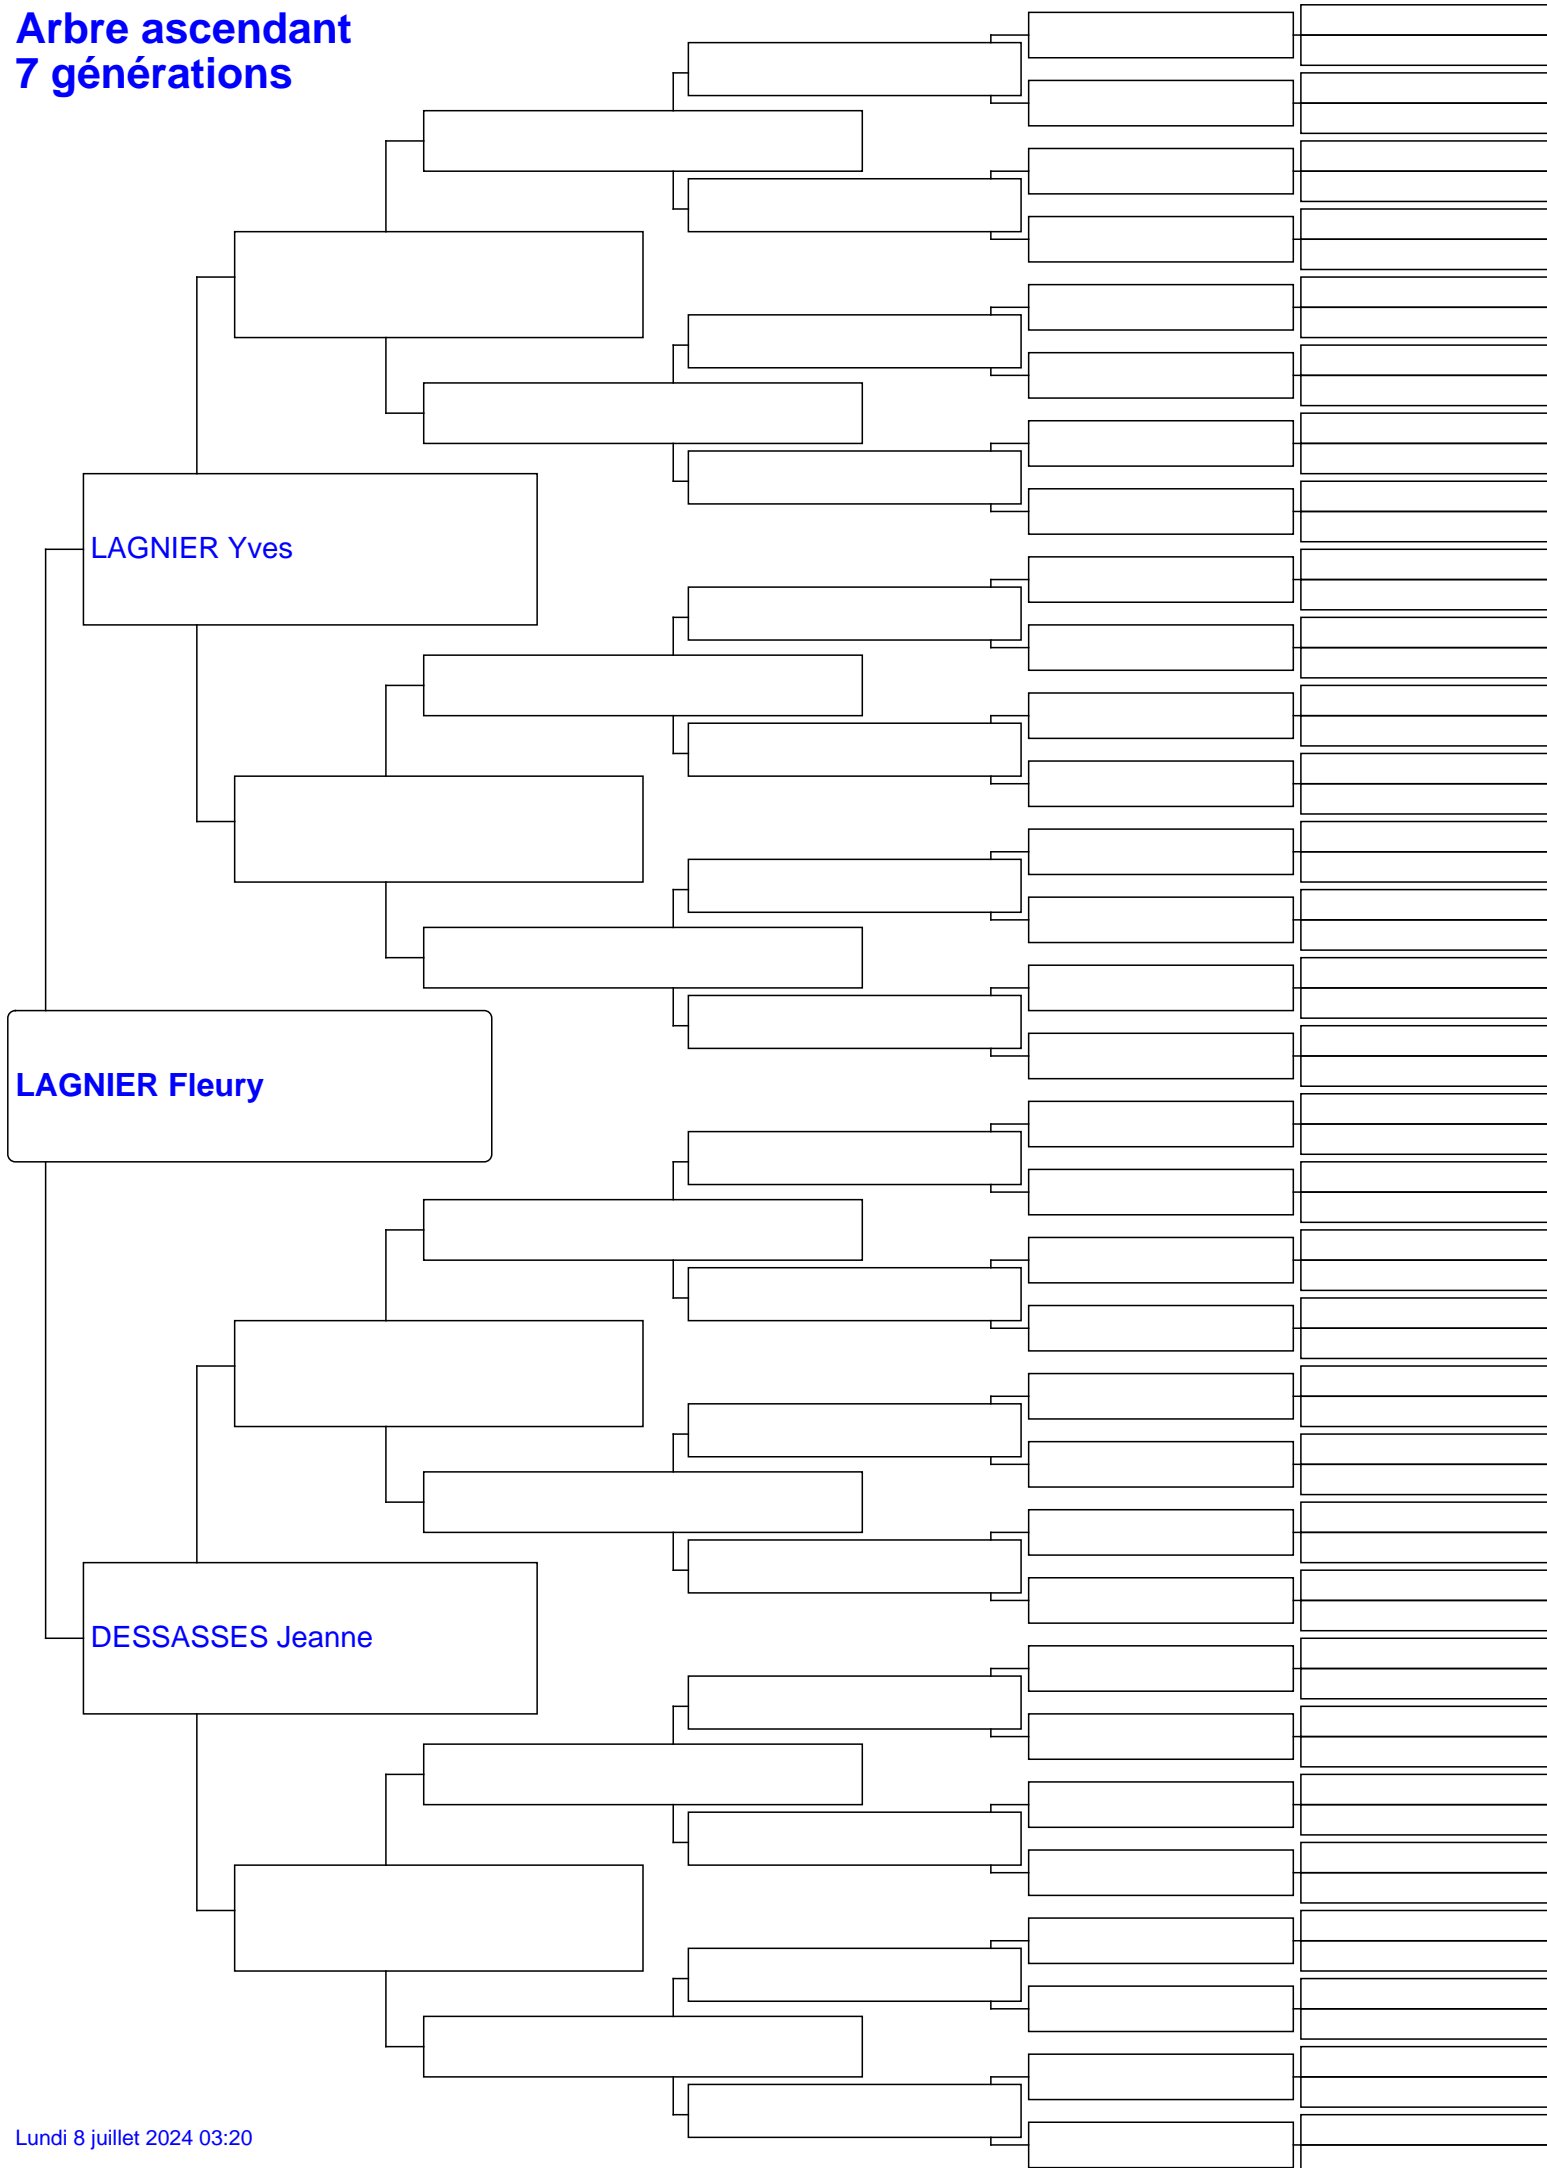 Arbre ascendant
7 générations
LAGNIER Yves
LAGNIER Fleury
DESSASSES Jeanne
Lundi 8 juillet 2024 03:20